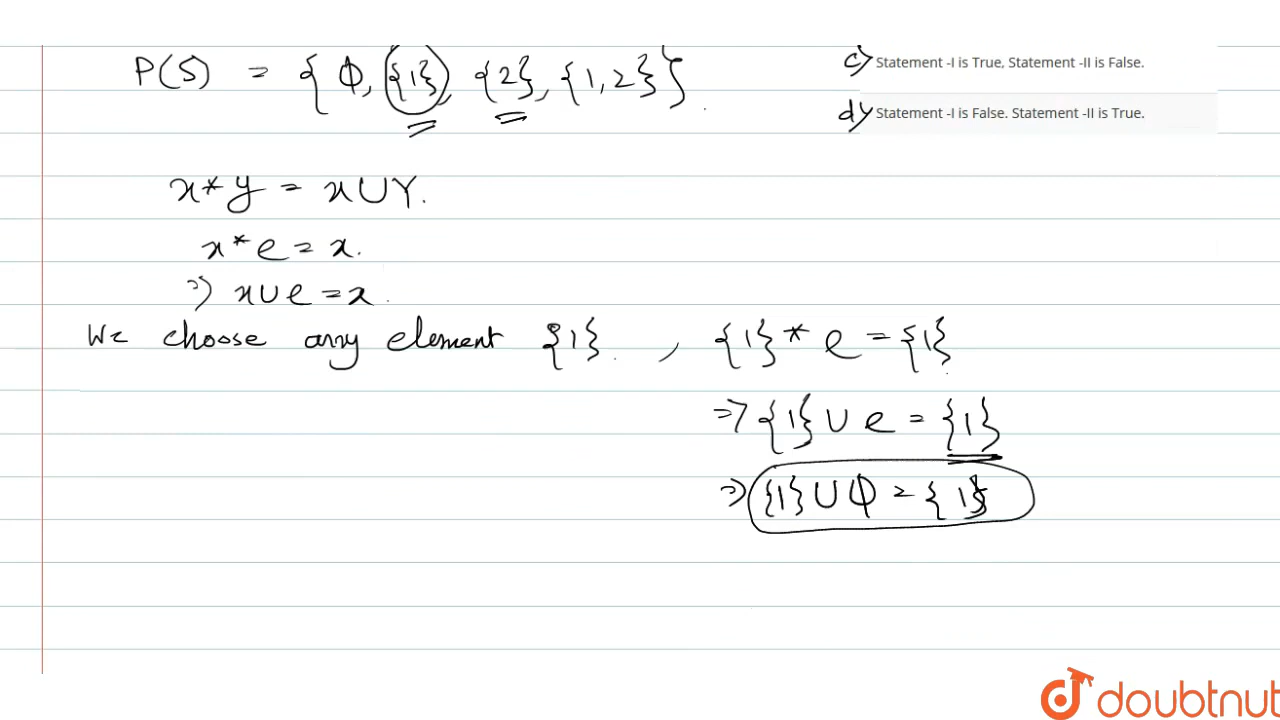 P(S) = { Φ, {1}, {2}, {1,2} }
c) Statement -I is True, Statement -II is False.
d) Statement -I is False. Statement -II is True.
x * y = x ∪ Y.
x * e = x.
⇒ x ∪ e = x.
We choose any element {1}. , {1} * e = {1}
⇒ {1} ∪ e = {1}
⇒ {1} ∪ Φ = {1}
doubtnut